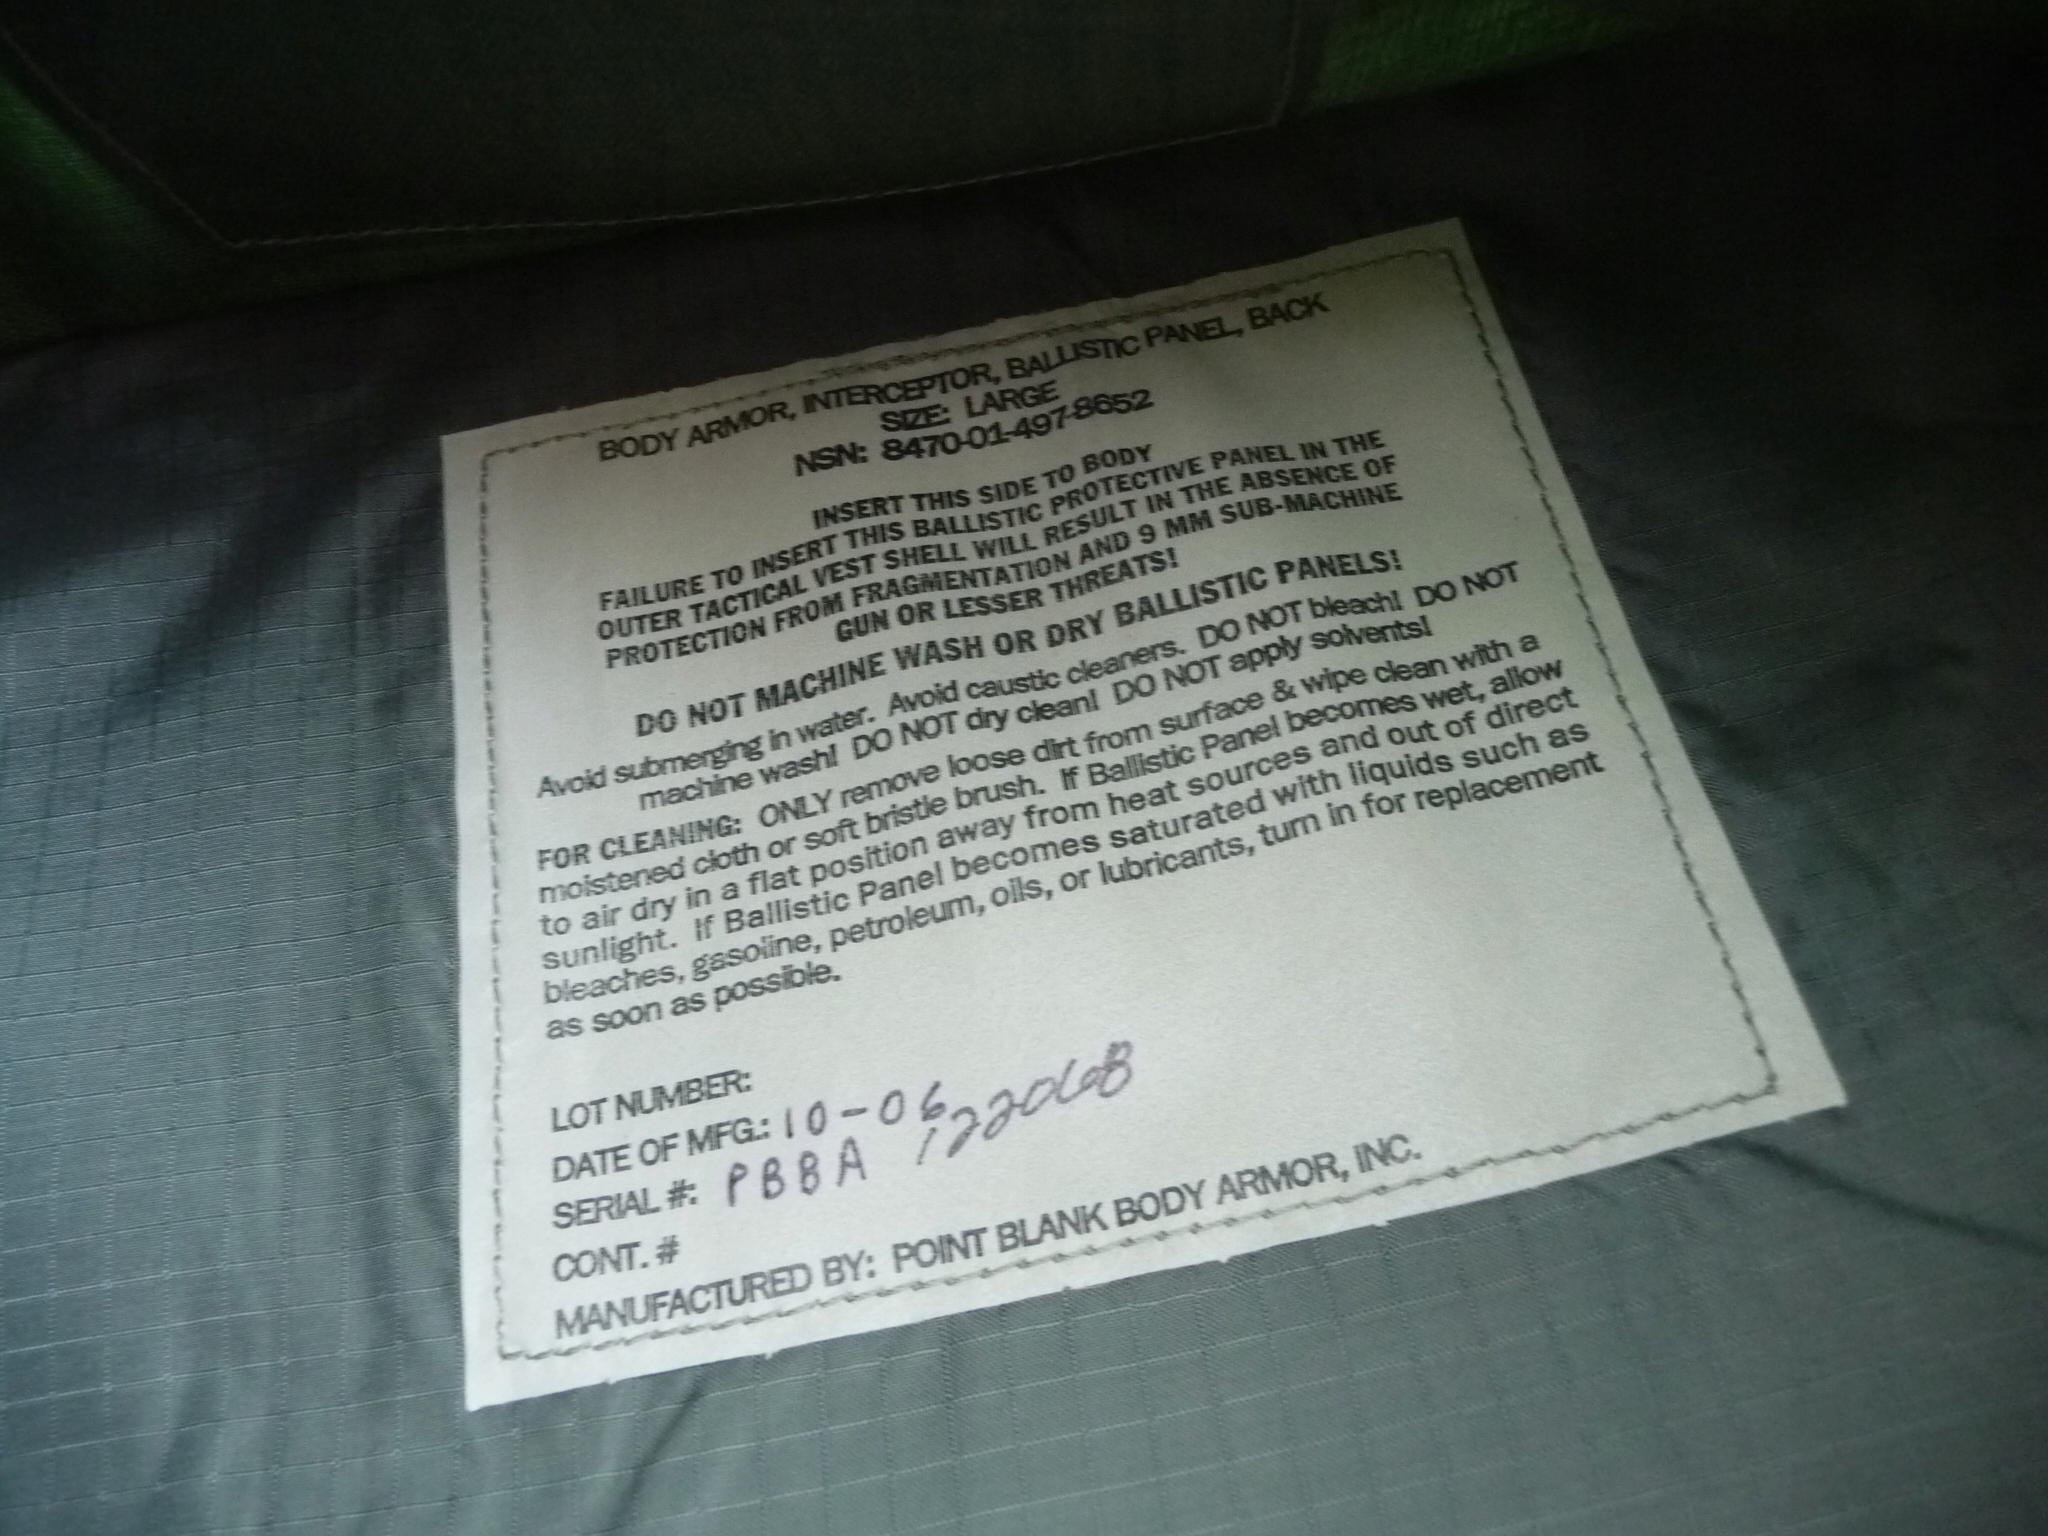 BODY ARMOR, INTERCEPTOR, BALLISTIC PANEL, BACK
SIZE: LARGE
NSN: 8470-01-497-8652
INSERT THIS SIDE TO BODY
FAILURE TO INSERT THIS BALLISTIC PROTECTIVE PANEL IN THE
OUTER TACTICAL VEST SHELL WILL RESULT IN THE ABSENCE OF
PROTECTION FROM FRAGMENTATION AND 9 MM SUB-MACHINE
GUN OR LESSER THREATS!
DO NOT MACHINE WASH OR DRY BALLISTIC PANELS!
Avoid submerging in water. Avoid caustic cleaners. DO NOT bleach! DO NOT
machine wash! DO NOT dry clean! DO NOT apply solvents!
FOR CLEANING: ONLY remove loose dirt from surface & wipe clean with a
moistened cloth or soft bristle brush. If Ballistic Panel becomes wet, allow
to air dry in a flat position away from heat sources and out of direct
sunlight. If Ballistic Panel becomes saturated with liquids such as
bleaches, gasoline, petroleum, oils, or lubricants, turn in for replacement
as soon as possible.
LOT NUMBER:
DATE OF MFG.: 10-06
SERIAL #: PBBA 122068
CONT. #
MANUFACTURED BY: POINT BLANK BODY ARMOR, INC.